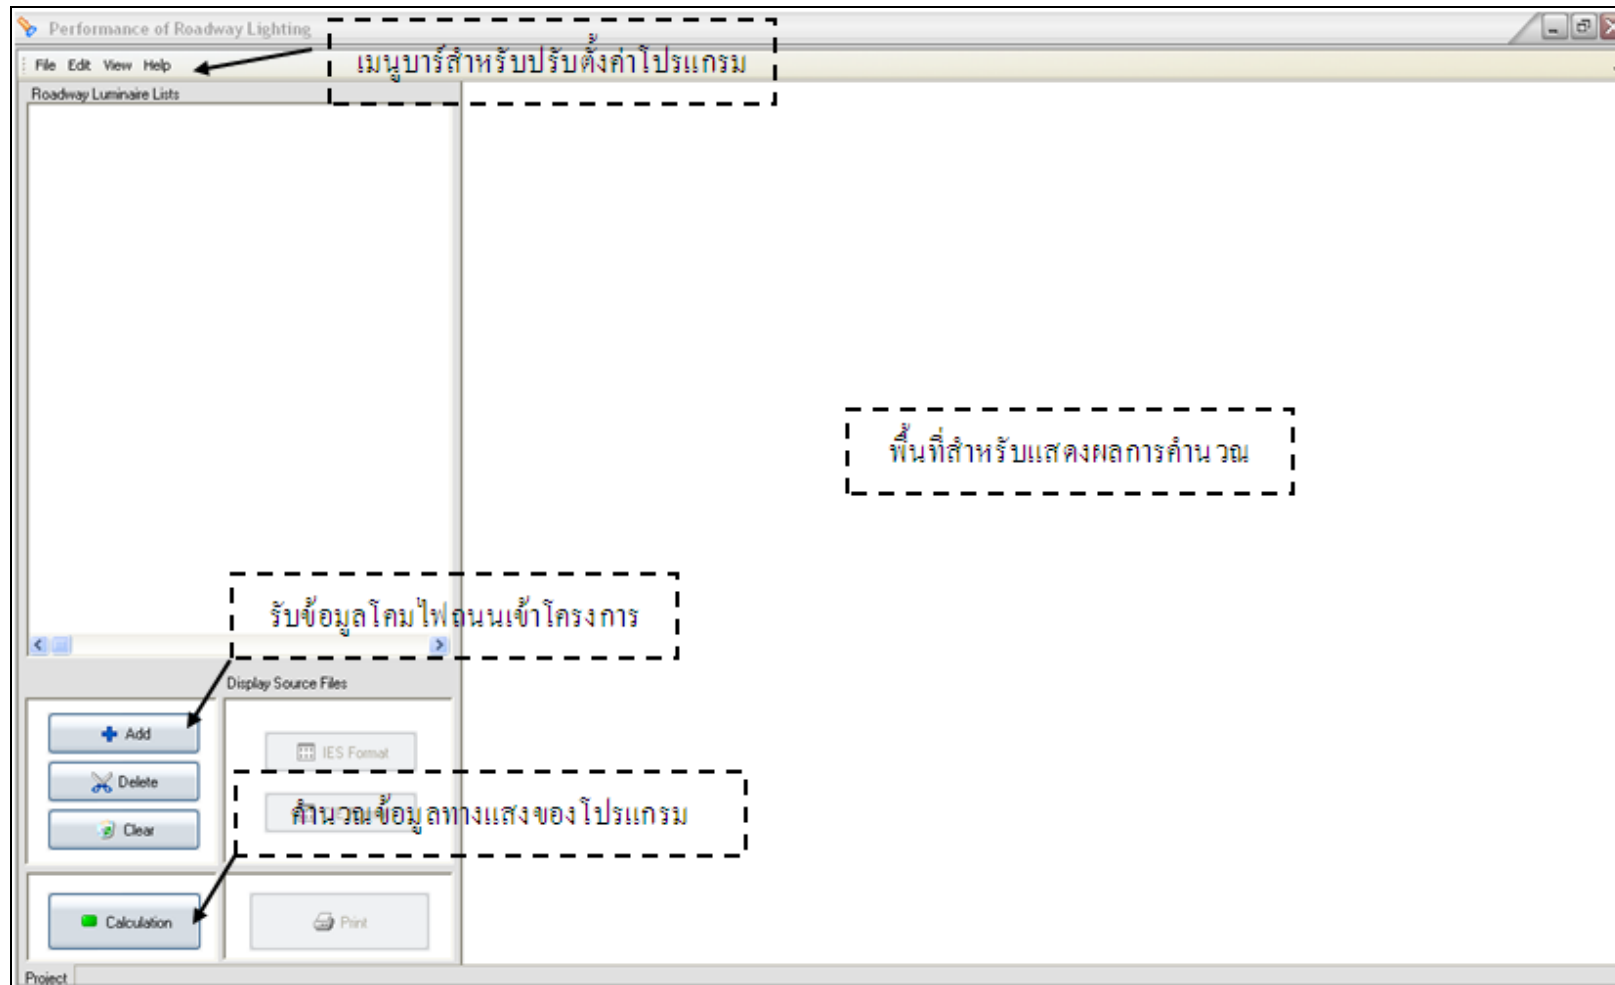 Performance of Roadway Lighting
File Edit View Help
เมนูบาร์สำหรับปรับตั้งค่าโปรแกรม
Roadway Luminaire Lists
พื้นที่สำหรับแสดงผลการคำนวณ
รับข้อมูลโคมไฟถนนเข้าโครงการ
Display Source Files
Add
IES Format
Delete
คำนวณข้อมูลทางแสงของโปรแกรม
Clear
Calculation
Print
Project